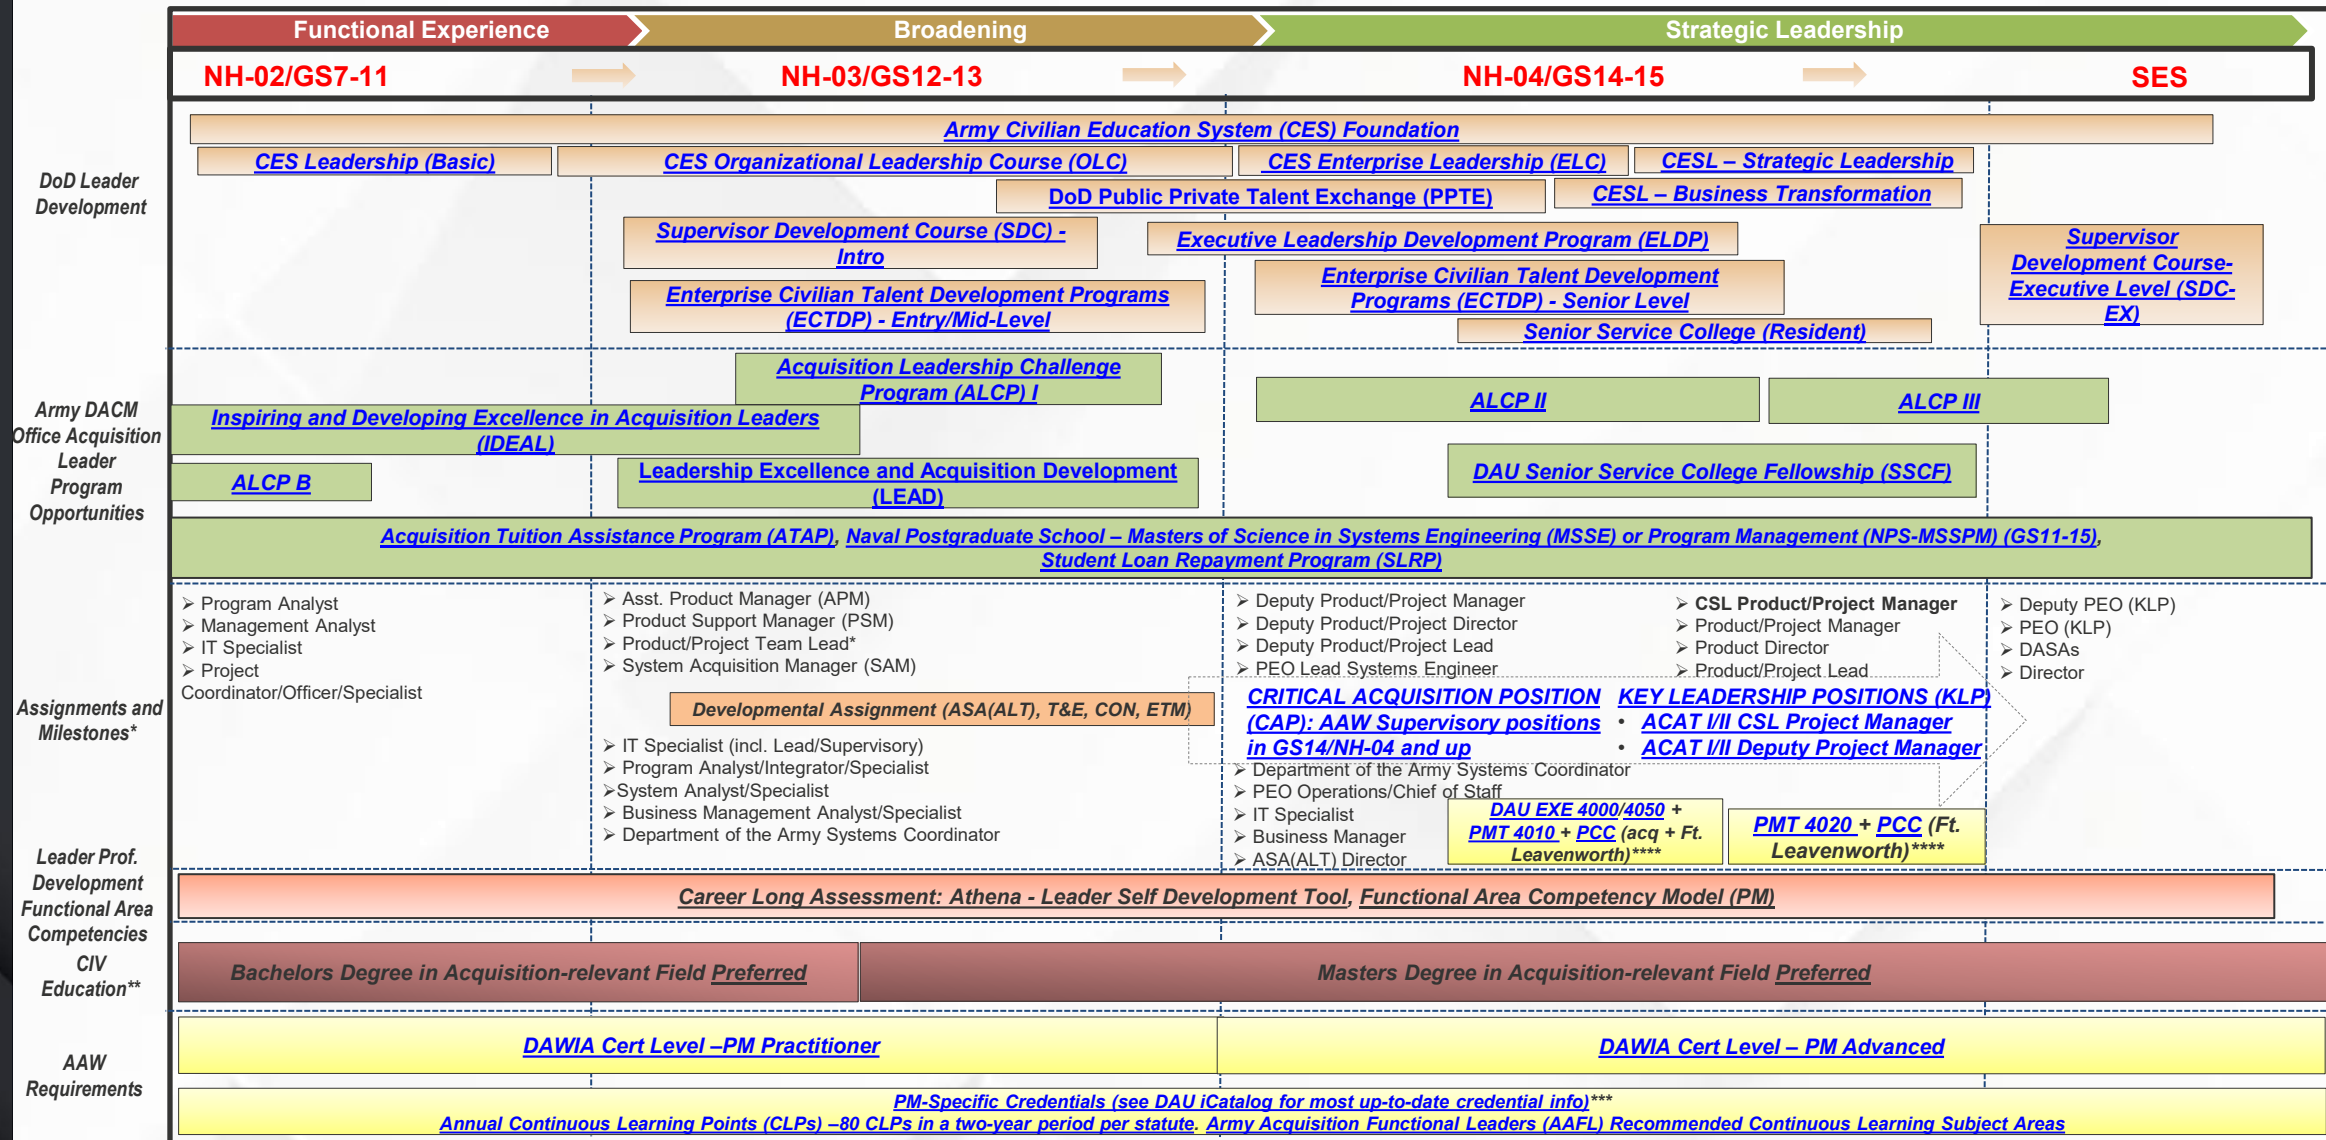 Functional Experience
Broadening
Strategic Leadership
NH-02/GS7-11
NH-03/GS12-13
NH-04/GS14-15
SES
DoD Leader
Development
Army Civilian Education System (CES) Foundation
CES Leadership (Basic)
CES Organizational Leadership Course (OLC)
CES Enterprise Leadership (ELC)
CESL – Strategic Leadership
DoD Public Private Talent Exchange (PPTE)
CESL – Business Transformation
Supervisor Development Course (SDC) -
Intro
Executive Leadership Development Program (ELDP)
Supervisor
Development Course-
Executive Level (SDC-
EX)
Enterprise Civilian Talent Development Programs
(ECTDP) - Entry/Mid-Level
Enterprise Civilian Talent Development
Programs (ECTDP) - Senior Level
Senior Service College (Resident)
Army DACM
Office Acquisition
Leader
Program
Opportunities
Acquisition Leadership Challenge
Program (ALCP) I
ALCP II
ALCP III
Inspiring and Developing Excellence in Acquisition Leaders
(IDEAL)
ALCP B
Leadership Excellence and Acquisition Development
(LEAD)
DAU Senior Service College Fellowship (SSCF)
Acquisition Tuition Assistance Program (ATAP), Naval Postgraduate School – Masters of Science in Systems Engineering (MSSE) or Program Management (NPS-MSSPM) (GS11-15),
Student Loan Repayment Program (SLRP)
Assignments and
Milestones*
➢ Program Analyst
➢ Management Analyst
➢ IT Specialist
➢ Project
Coordinator/Officer/Specialist
➢ Asst. Product Manager (APM)
➢ Product Support Manager (PSM)
➢ Product/Project Team Lead*
➢ System Acquisition Manager (SAM)
Developmental Assignment (ASA(ALT), T&E, CON, ETM)
➢ IT Specialist (incl. Lead/Supervisory)
➢ Program Analyst/Integrator/Specialist
➢System Analyst/Specialist
➢ Business Management Analyst/Specialist
➢ Department of the Army Systems Coordinator
➢ Deputy Product/Project Manager
➢ Deputy Product/Project Director
➢ Deputy Product/Project Lead
➢ PEO Lead Systems Engineer
➢ CSL Product/Project Manager
➢ Product/Project Manager
➢ Product Director
➢ Product/Project Lead
➢ Deputy PEO (KLP)
➢ PEO (KLP)
➢ DASAs
➢ Director
CRITICAL ACQUISITION POSITION
(CAP): AAW Supervisory positions
in GS14/NH-04 and up
KEY LEADERSHIP POSITIONS (KLP)
• ACAT I/II CSL Project Manager
• ACAT I/II Deputy Project Manager
➢ Department of the Army Systems Coordinator
➢ PEO Operations/Chief of Staff
➢ IT Specialist
➢ Business Manager
➢ ASA(ALT) Director
DAU EXE 4000/4050 +
PMT 4010 + PCC (acq + Ft.
Leavenworth)****
PMT 4020 + PCC (Ft.
Leavenworth)****
Leader Prof.
Development
Functional Area
Competencies
Career Long Assessment: Athena - Leader Self Development Tool, Functional Area Competency Model (PM)
CIV
Education**
Bachelors Degree in Acquisition-relevant Field Preferred
Masters Degree in Acquisition-relevant Field Preferred
AAW
Requirements
DAWIA Cert Level –PM Practitioner
DAWIA Cert Level – PM Advanced
PM-Specific Credentials (see DAU iCatalog for most up-to-date credential info)***
Annual Continuous Learning Points (CLPs) –80 CLPs in a two-year period per statute. Army Acquisition Functional Leaders (AAFL) Recommended Continuous Learning Subject Areas